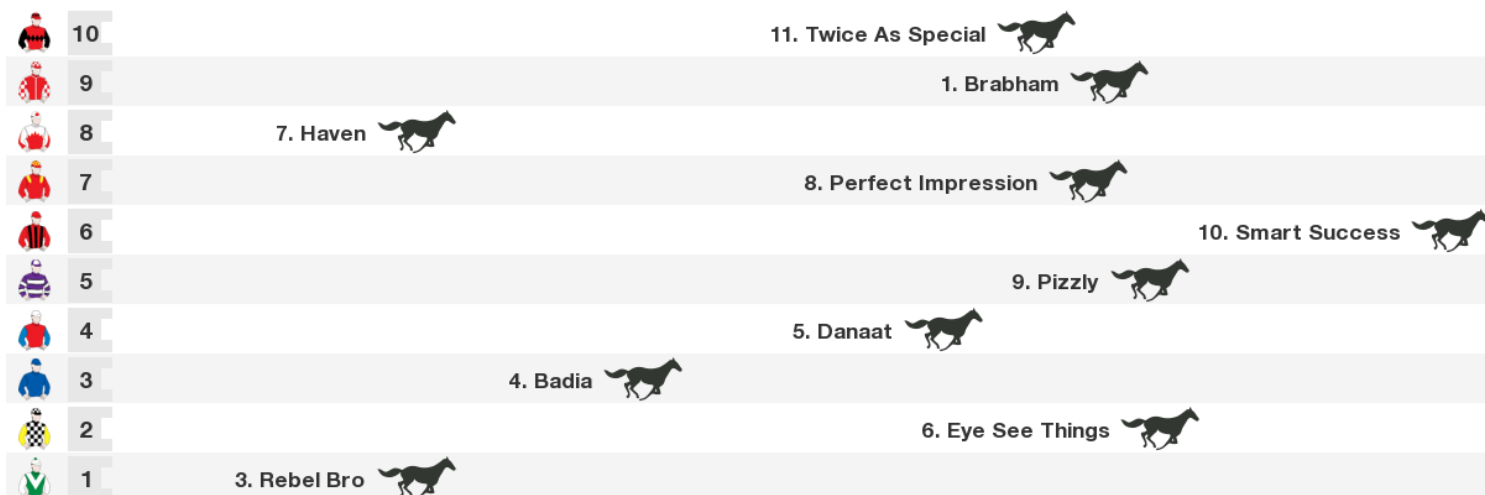 10 11. Twice As Special
9 1. Brabham
8 7. Haven
7 8. Perfect Impression
6 10. Smart Success
5 9. Pizzly
4 5. Danaat
3 4. Badia
2 6. Eye See Things
1 3. Rebel Bro